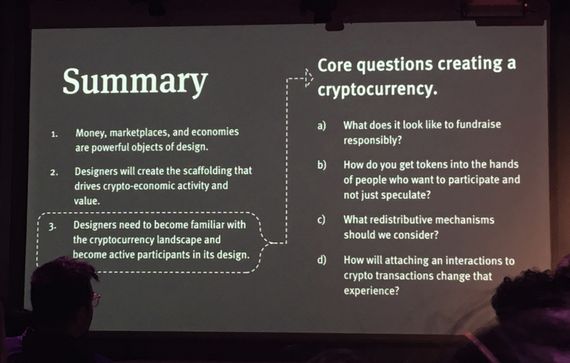 Summary
1. Money, marketplaces, and economies
are powerful objects of design.
2. Designers will create the scaffolding that
drives crypto-economic activity and
value.
3. Designers need to become familiar with
the cryptocurrency landscape and
become active participants in its design.
Core questions creating a
cryptocurrency.
a) What does it look like to fundraise
responsibly?
b) How do you get tokens into the hands
of people who want to participate and
not just speculate?
c) What redistributive mechanisms
should we consider?
d) How will attaching an interactions to
crypto transactions change that
experience?